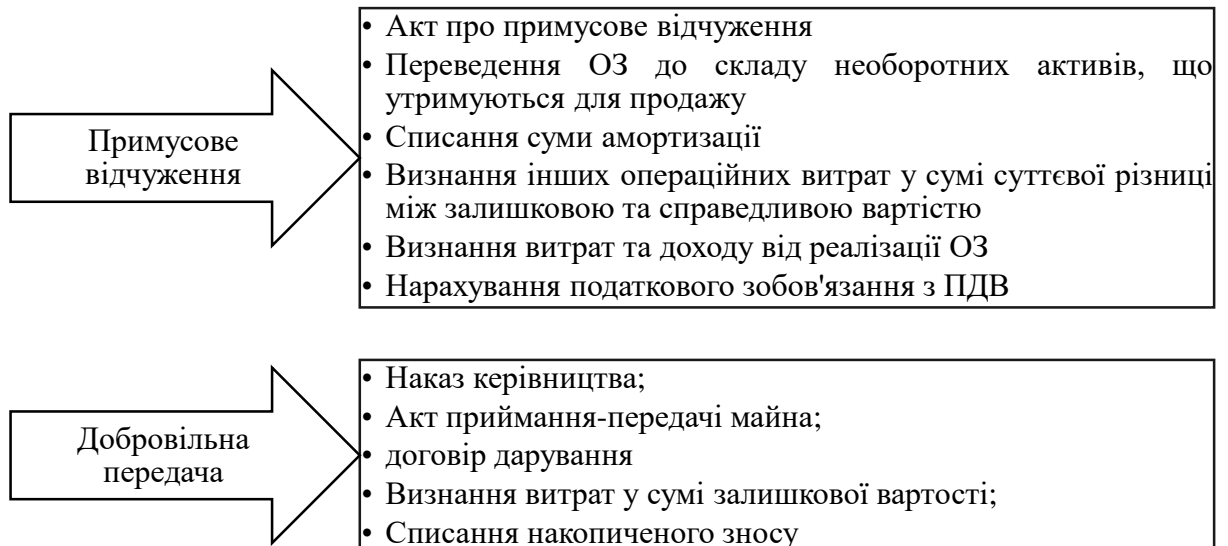 Примусове
відчуження
• Акт про примусове відчуження
• Переведення ОЗ до складу необоротних активів, що
утримуються для продажу
• Списання суми амортизації
• Визнання інших операційних витрат у сумі суттєвої різниці
між залишковою та справедливою вартістю
• Визнання витрат та доходу від реалізації ОЗ
• Нарахування податкового зобов'язання з ПДВ
Добровільна
передача
• Наказ керівництва;
• Акт приймання-передачі майна;
• договір дарування
• Визнання витрат у сумі залишкової вартості;
• Списання накопиченого зносу